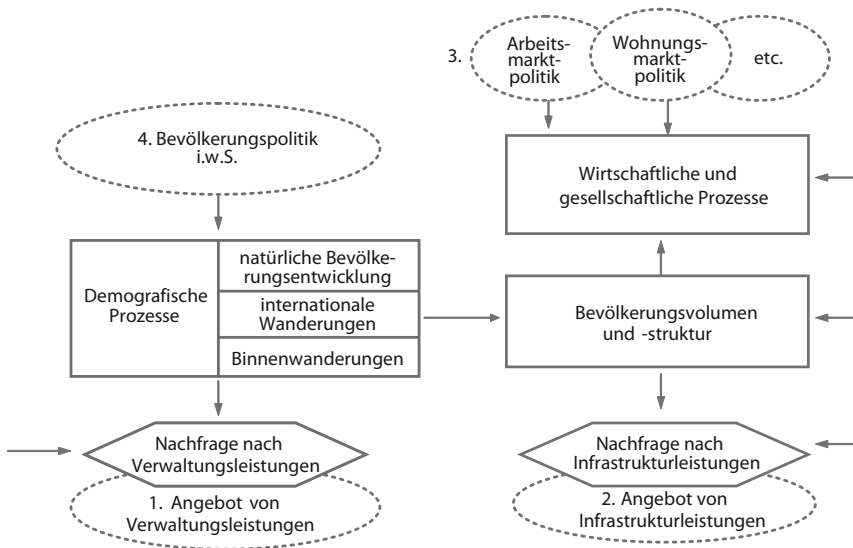 3.
Arbeits-
markt-
politik
Wohnungs-
markt-
politik
etc.
4. Bevölkerungspolitik
i.w.S.
Wirtschaftliche und
gesellschaftliche Prozesse
Demografische
Prozesse
natürliche Bevölke-
rungsentwicklung
internationale
Wanderungen
Binnenwanderungen
Bevölkerungsvolumen
und -struktur
Nachfrage nach
Verwaltungsleistungen
1. Angebot von
Verwaltungsleistungen
Nachfrage nach
Infrastrukturleistungen
2. Angebot von
Infrastrukturleistungen